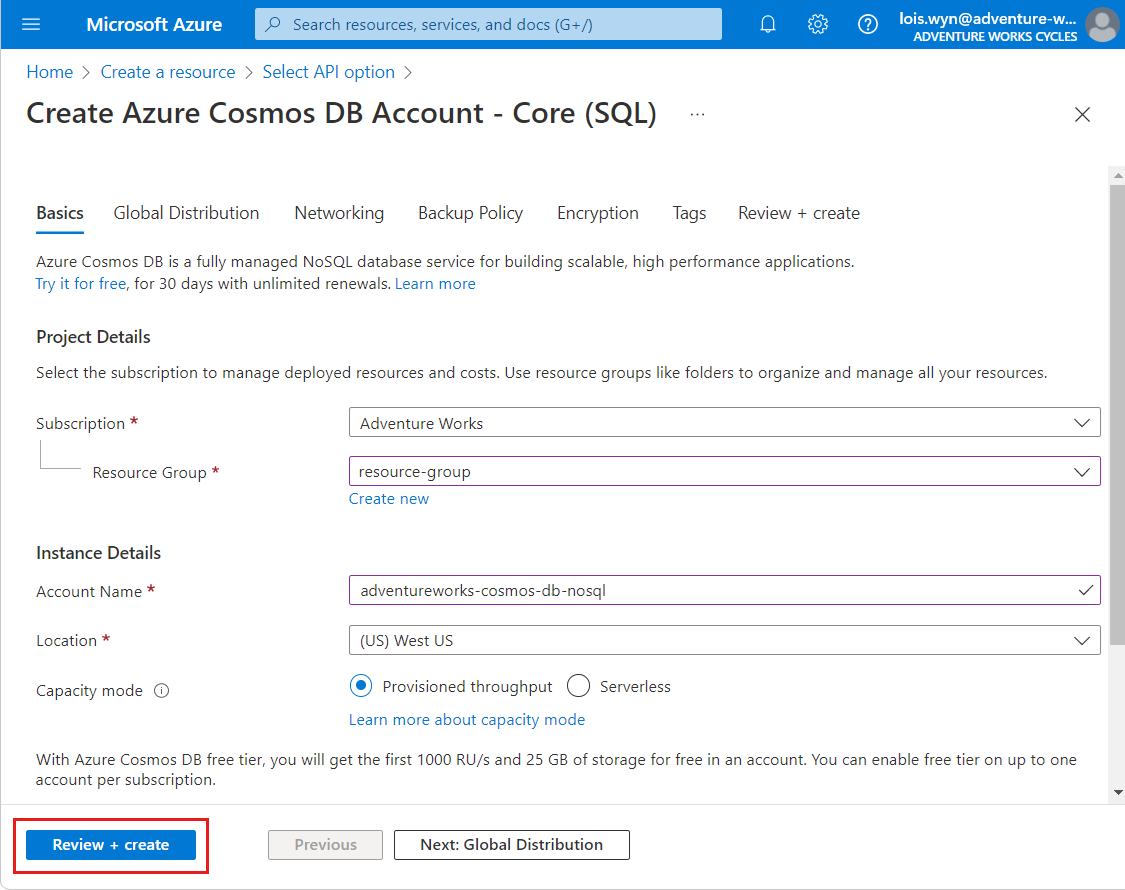 Microsoft Azure
Search resources, services, and docs (G+/)
lois.wyn@adventure-w...
ADVENTURE WORKS CYCLES
Home > Create a resource > Select API option >
Create Azure Cosmos DB Account - Core (SQL) ...
Basics Global Distribution Networking Backup Policy Encryption Tags Review + create
Azure Cosmos DB is a fully managed NoSQL database service for building scalable, high performance applications.
Try it for free, for 30 days with unlimited renewals. Learn more
Project Details
Select the subscription to manage deployed resources and costs. Use resource groups like folders to organize and manage all your resources.
Subscription * Adventure Works
Resource Group * resource-group
Create new
Instance Details
Account Name * adventureworks-cosmos-db-nosql
Location * (US) West US
Capacity mode Provisioned throughput Serverless
Learn more about capacity mode
With Azure Cosmos DB free tier, you will get the first 1000 RU/s and 25 GB of storage for free in an account. You can enable free tier on up to one
account per subscription.
Review + create Previous Next: Global Distribution